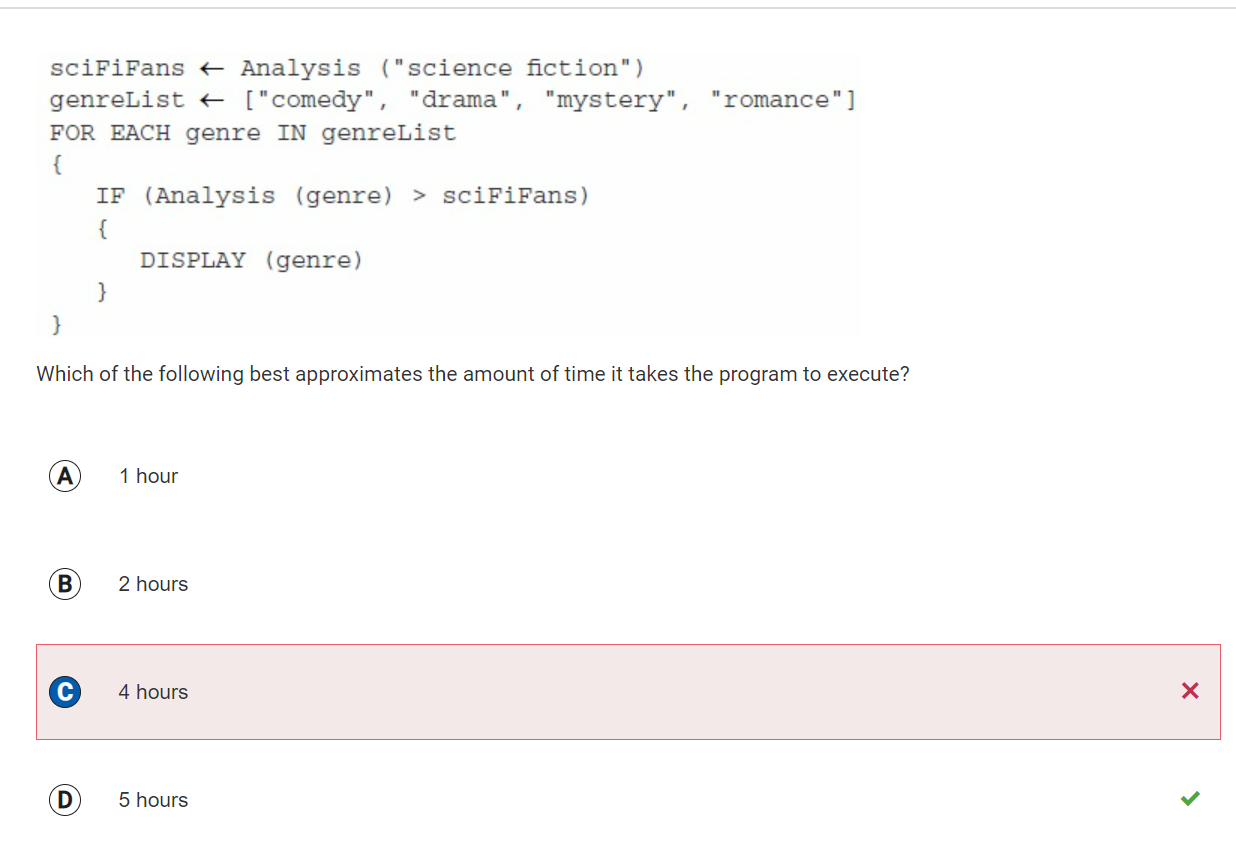 sciFiFans ← Analysis ("science fiction")
genreList ← ["comedy", "drama", "mystery", "romance"]
FOR EACH genre IN genreList
{
IF (Analysis (genre) > sciFiFans)
{
DISPLAY (genre)
}
}
Which of the following best approximates the amount of time it takes the program to execute?
A 1 hour
B 2 hours
C 4 hours
D 5 hours